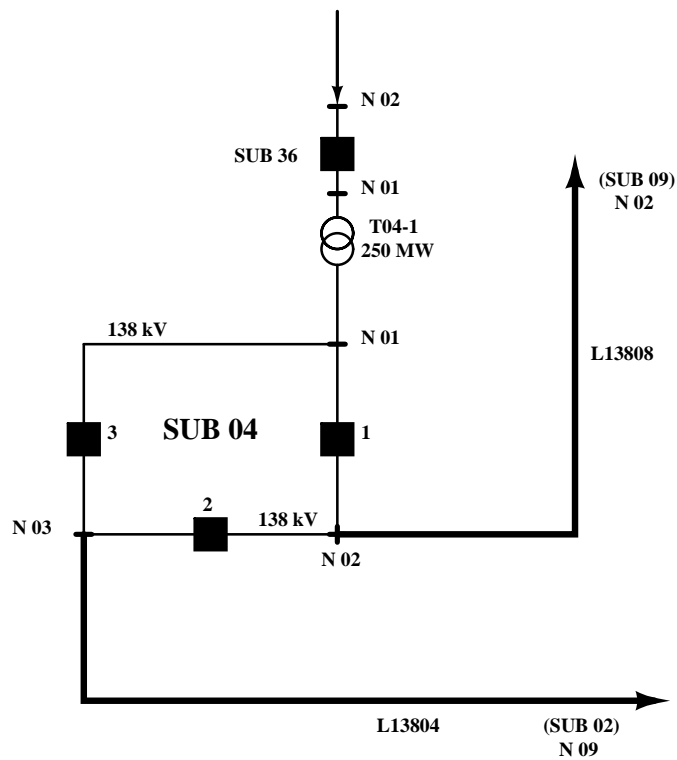 N 02
SUB 36
N 01
T04-1
250 MW
(SUB 09)
N 02
138 kV
N 01
L13808
3
SUB 04
1
2
N 03
138 kV
N 02
L13804
(SUB 02)
N 09